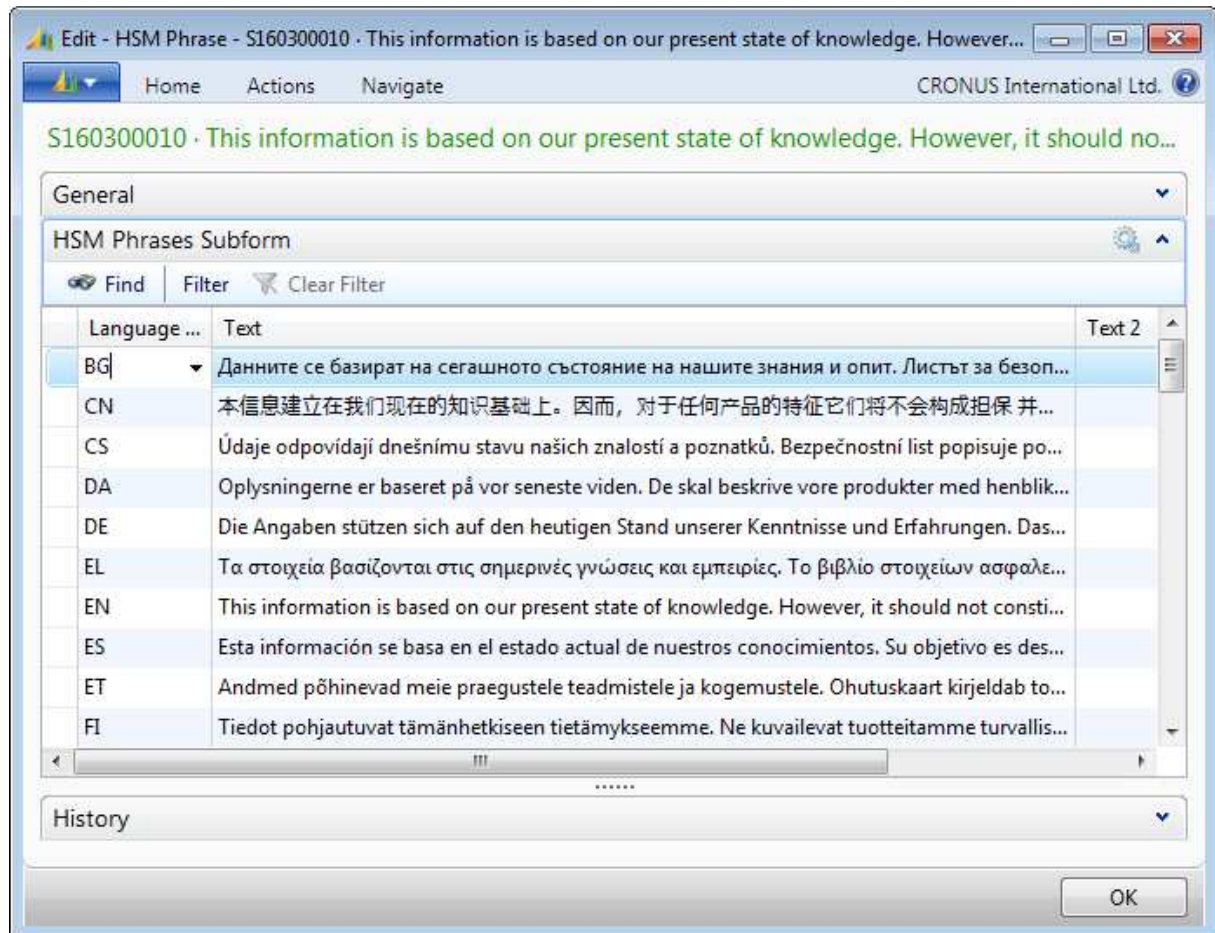 Edit - HSM Phrase - S160300010 · This information is based on our present state of knowledge. However...
Home Actions Navigate CRONUS International Ltd.
S160300010 · This information is based on our present state of knowledge. However, it should no...
General
HSM Phrases Subform
Find Filter Clear Filter
Language ... Text Text 2
BG Данните се базират на сегашното състояние на нашите знания и опит. Листът за безоп...
CN 本信息建立在我们现在的知识基础上。因而，对于任何产品的特征它们将不会构成担保 并...
CS Údaje odpovídají dnešnímu stavu našich znalostí a poznatků. Bezpečnostní list popisuje po...
DA Oplysningerne er baseret på vor seneste viden. De skal beskrive vore produkter med henblik...
DE Die Angaben stützen sich auf den heutigen Stand unserer Kenntnisse und Erfahrungen. Das...
EL Τα στοιχεία βασίζονται στις σημερινές γνώσεις και εμπειρίες. Το βιβλίο στοιχείων ασφαλε...
EN This information is based on our present state of knowledge. However, it should not consti...
ES Esta información se basa en el estado actual de nuestros conocimientos. Su objetivo es des...
ET Andmed põhinevad meie praegustele teadmistele ja kogemustele. Ohutuskaart kirjeldab to...
FI Tiedot pohjautuvat tämänhetkiseen tietämykseemme. Ne kuvailevat tuotteitamme turvallis...
History
OK